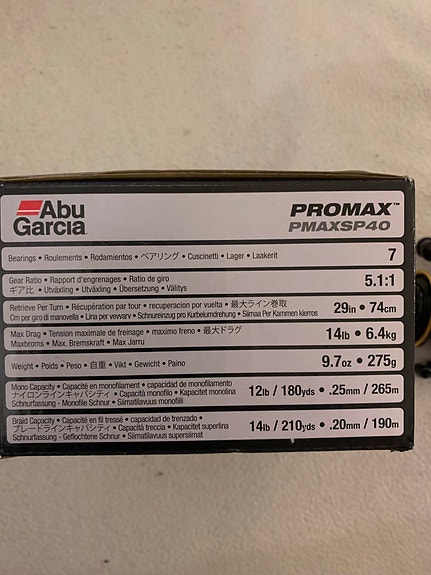 Abu
Garcia
PROMAX™
PMAXSP40
Bearings • Roulements • Rodamientos • ベアリング • Cuscinetti • Lager • Laakerit
7
Gear Ratio • Rapport d'engrenages • Ratio de giro
ギア比 • Utväxling • Utväxling • Übersetzung • Välitys
5.1:1
Retrieve Per Turn • Récupération par tour • recuperacion por vuelta • 最大ライン巻取
Om per giro di manovella • Lina per vevvarv • Schnureinzug pro Kurbelumdrehung • Siimaa Per Kammen kierros
29in • 74cm
Max Drag • Tension maximale de freinage • maximo freno • 最大ドラグ
Maxbroms • Max. Bremskraft • Max Jarru
14lb • 6.4kg
Weight • Poids • Peso • 自重 • Vikt • Gewicht • Paino
9.7oz • 275g
Mono Capacity • Capacité en monofilament • capacidad de monofilamento
ナイロンラインキャパシティ • Capacità monofilo • Kapacitet monolina
Schnurfassung - Monofile Schnur • Siimatilavuus monofiili
12lb / 180yds • .25mm / 265m
Braid Capacity • Capacité en fil tressé • capacidad de trenzado •
ブレードラインキャパシティ • Capacità treccia • Kapacitet superlina
Schnurfassung - Geflochtene Schnur • Siimatilavuus supersiimat
14lb / 210yds • .20mm / 190m